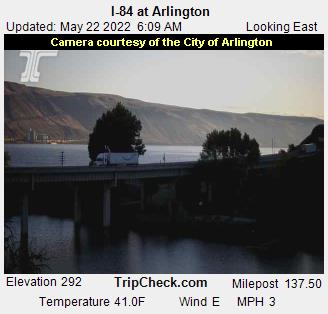 I-84 at Arlington
Updated: May 22 2022 6:09 AM Looking East
Camera courtesy of the City of Arlington
Elevation 292 TripCheck.com Milepost 137.50
Temperature 41.0F Wind E MPH 3